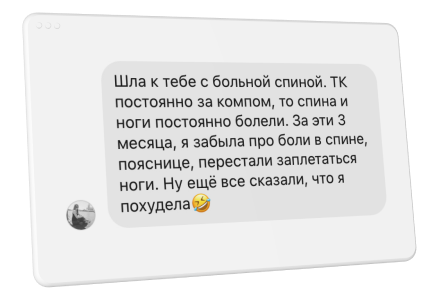 Шла к тебе с больной спиной. ТК
постоянно за компом, то спина и
ноги постоянно болели. За эти 3
месяца, я забыла про боли в спине,
пояснице, перестали заплетаться
ноги. Ну ещё все сказали, что я
похудела🤣